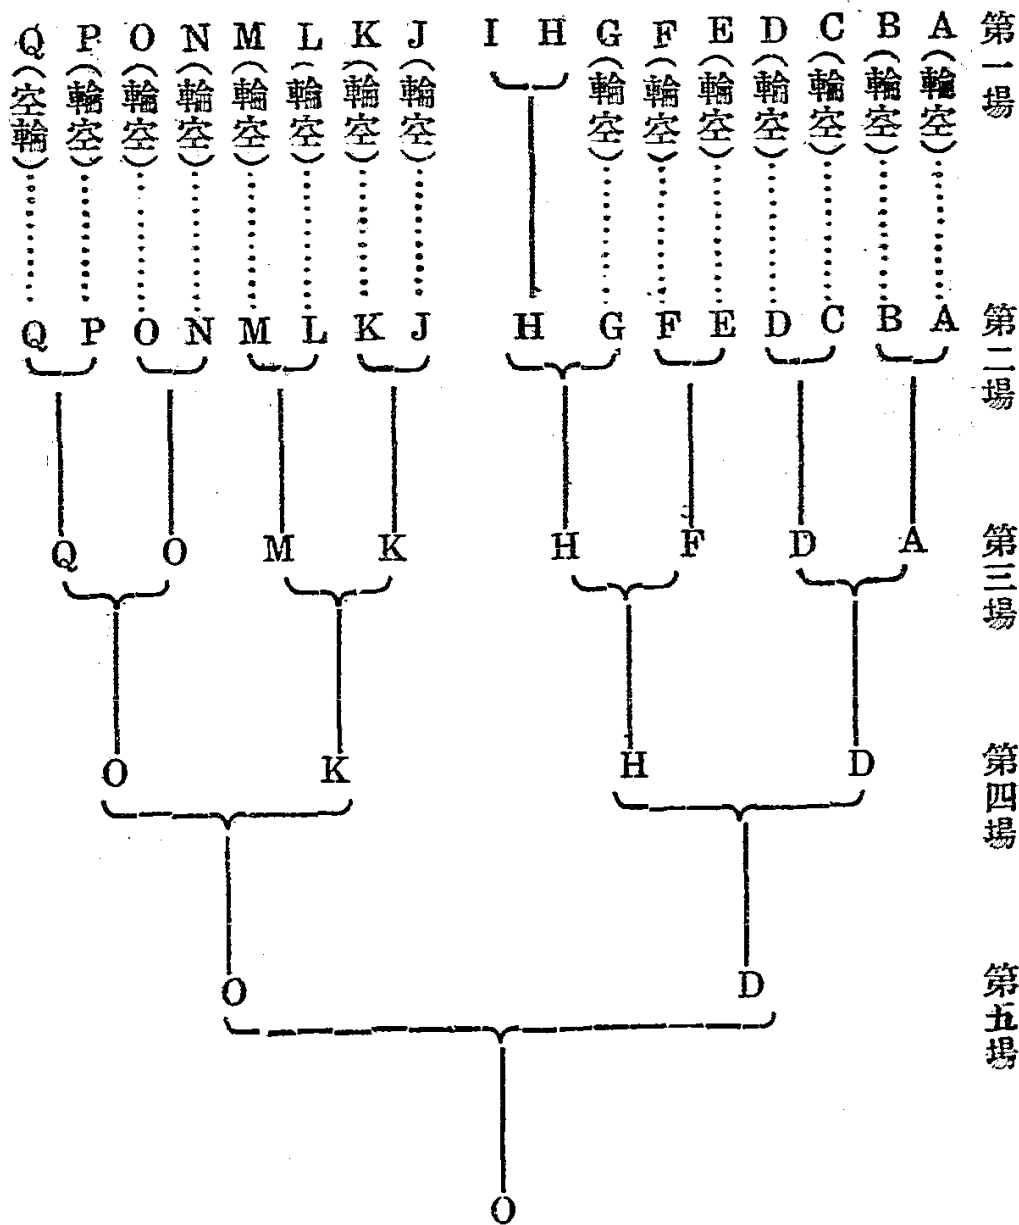 第一場
A（輪空）
B（輪空）
C（輪空）
D（輪空）
E（輪空）
F（輪空）
G（輪空）
H
I
J（輪空）
K（輪空）
L（輪空）
M（輪空）
N（輪空）
O（輪空）
P（輪空）
Q（空輪）
第二場
A
B
C
D
E
F
G
H
J
K
L
M
N
O
P
Q
第三場
A
D
F
H
K
M
O
Q
第四場
D
H
K
O
第五場
D
O
O